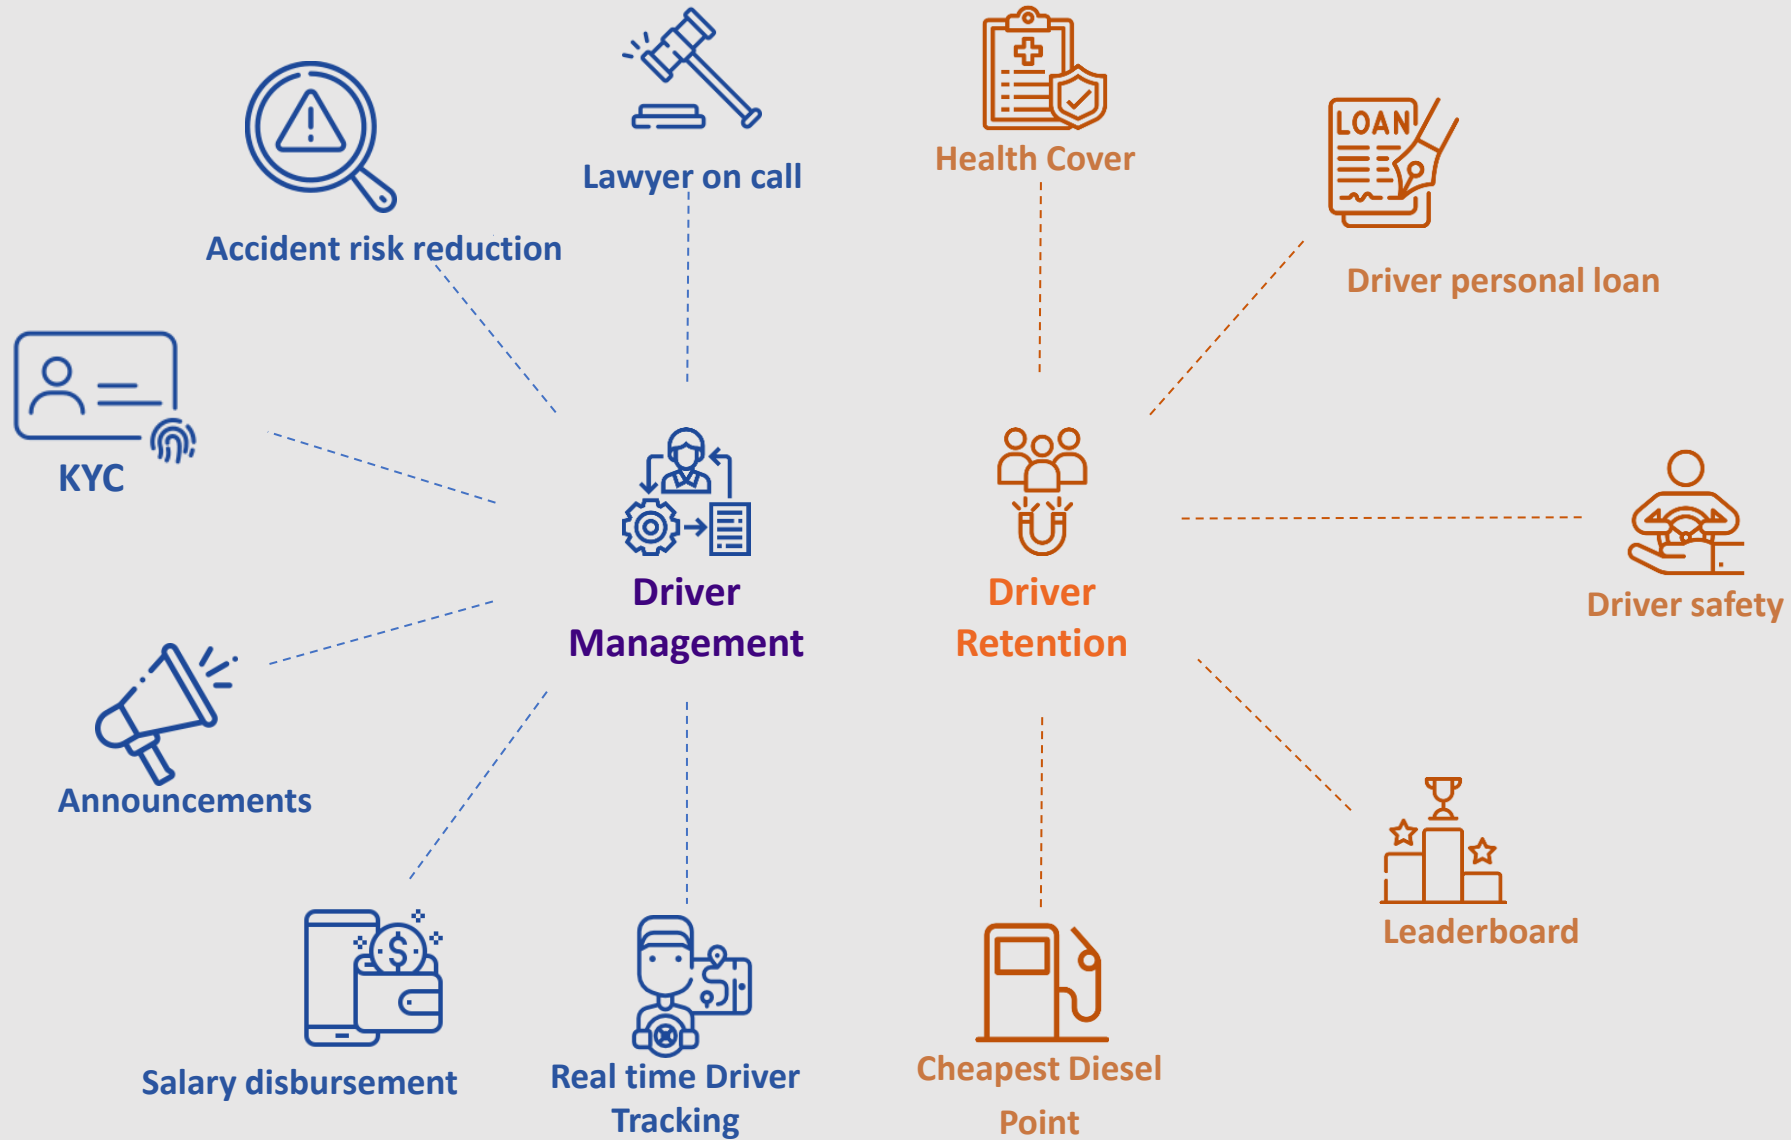 Lawyer on call
Health Cover
LOAN
Accident risk reduction
Driver personal loan
KYC
Driver
Management
Driver
Retention
Driver safety
Announcements
$
Leaderboard
Salary disbursement
Real time Driver
Tracking
Cheapest Diesel
Point